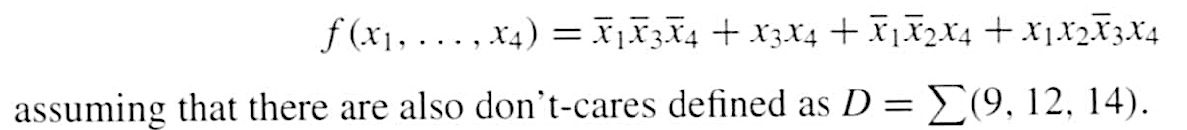 f(x₁, . . . , x₄) = x̄₁x̄₃x̄₄ + x₃x₄ + x̄₁x̄₂x₄ + x₁x₂x̄₃x₄
assuming that there are also don't-cares defined as D = ∑(9, 12, 14).